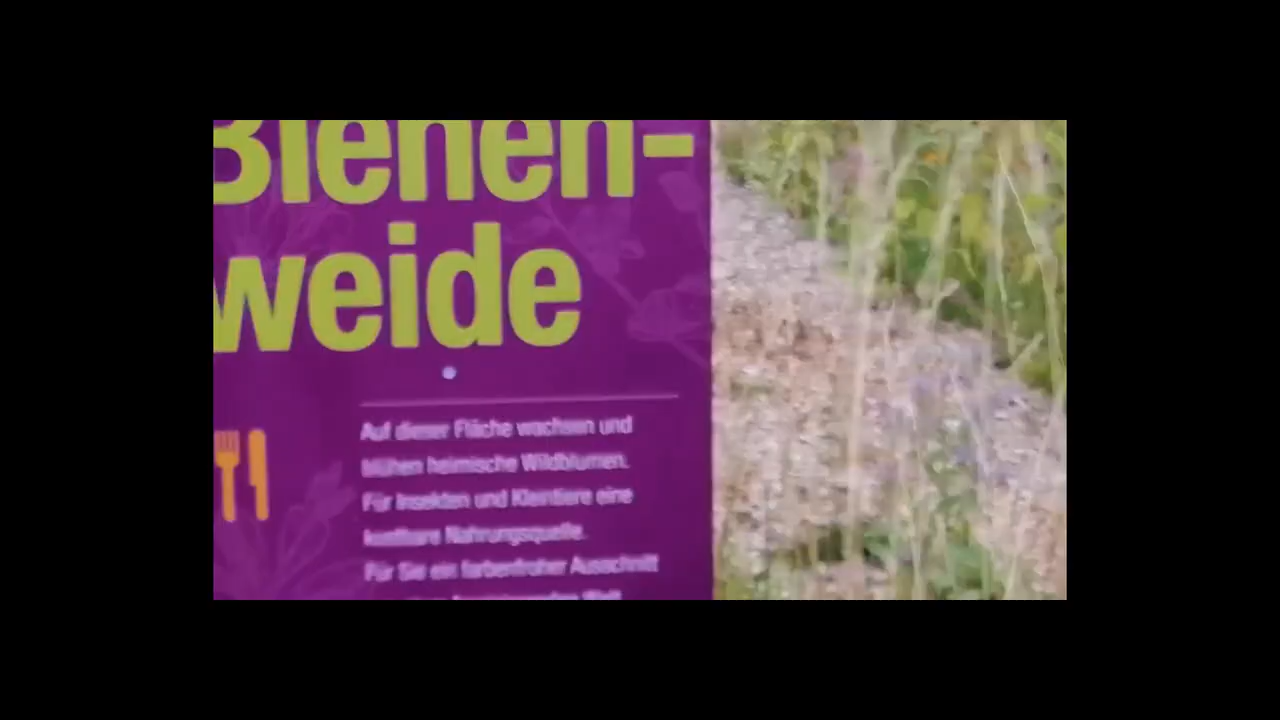 Bienen-
weide
Auf dieser Fläche wachsen und
blühen heimische Wildblumen.
Für Insekten und Kleintiere eine
kostbare Nahrungsquelle.
Für Sie ein farbenfroher Ausschnitt